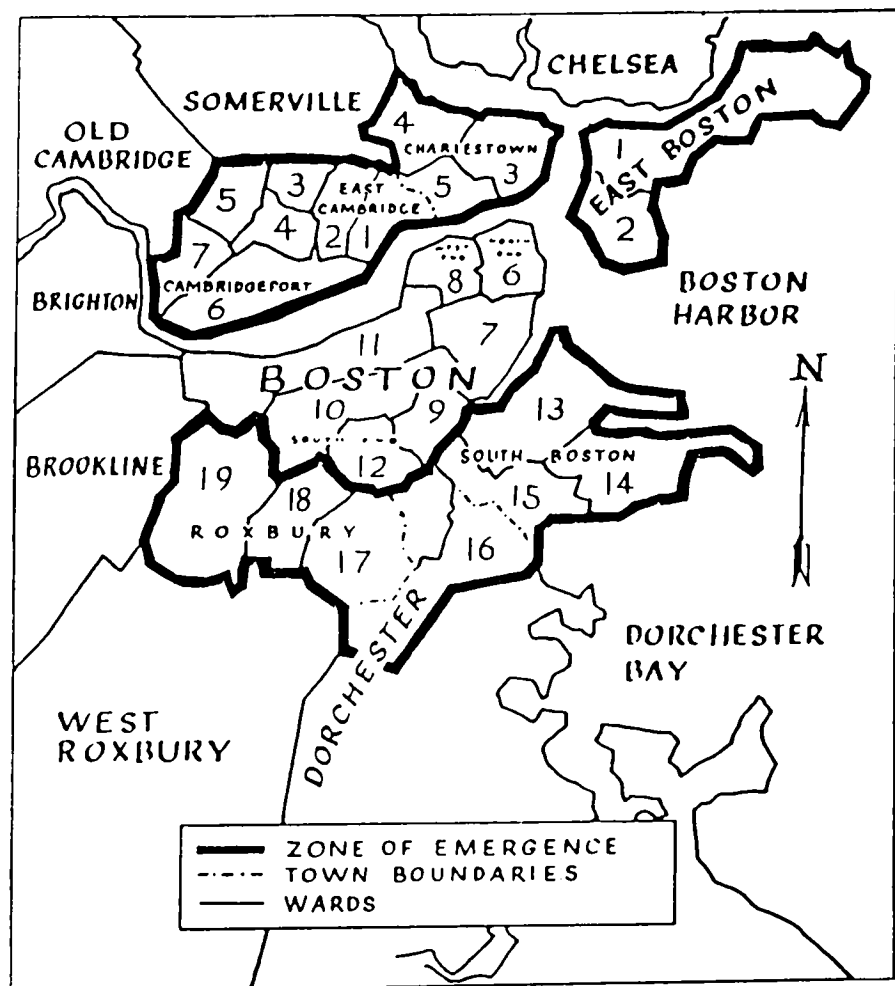 CHELSEA
SOMERVILLE
OLD
CAMBRIDGE
4
CHARLESTOWN
3
5
1
EAST BOSTON
2
5
3
EAST
CAMBRIDGE
4
2
1
7
CAMBRIDGEPORT
6
BRIGHTON
8
6
7
BOSTON
HARBOR
11
BOSTON
10
9
12
N
13
SOUTH BOSTON
14
15
BROOKLINE
19
18
ROXBURY
17
16
DORCHESTER
DORCHESTER
BAY
WEST
ROXBURY
ZONE OF EMERGENCE
TOWN BOUNDARIES
WARDS